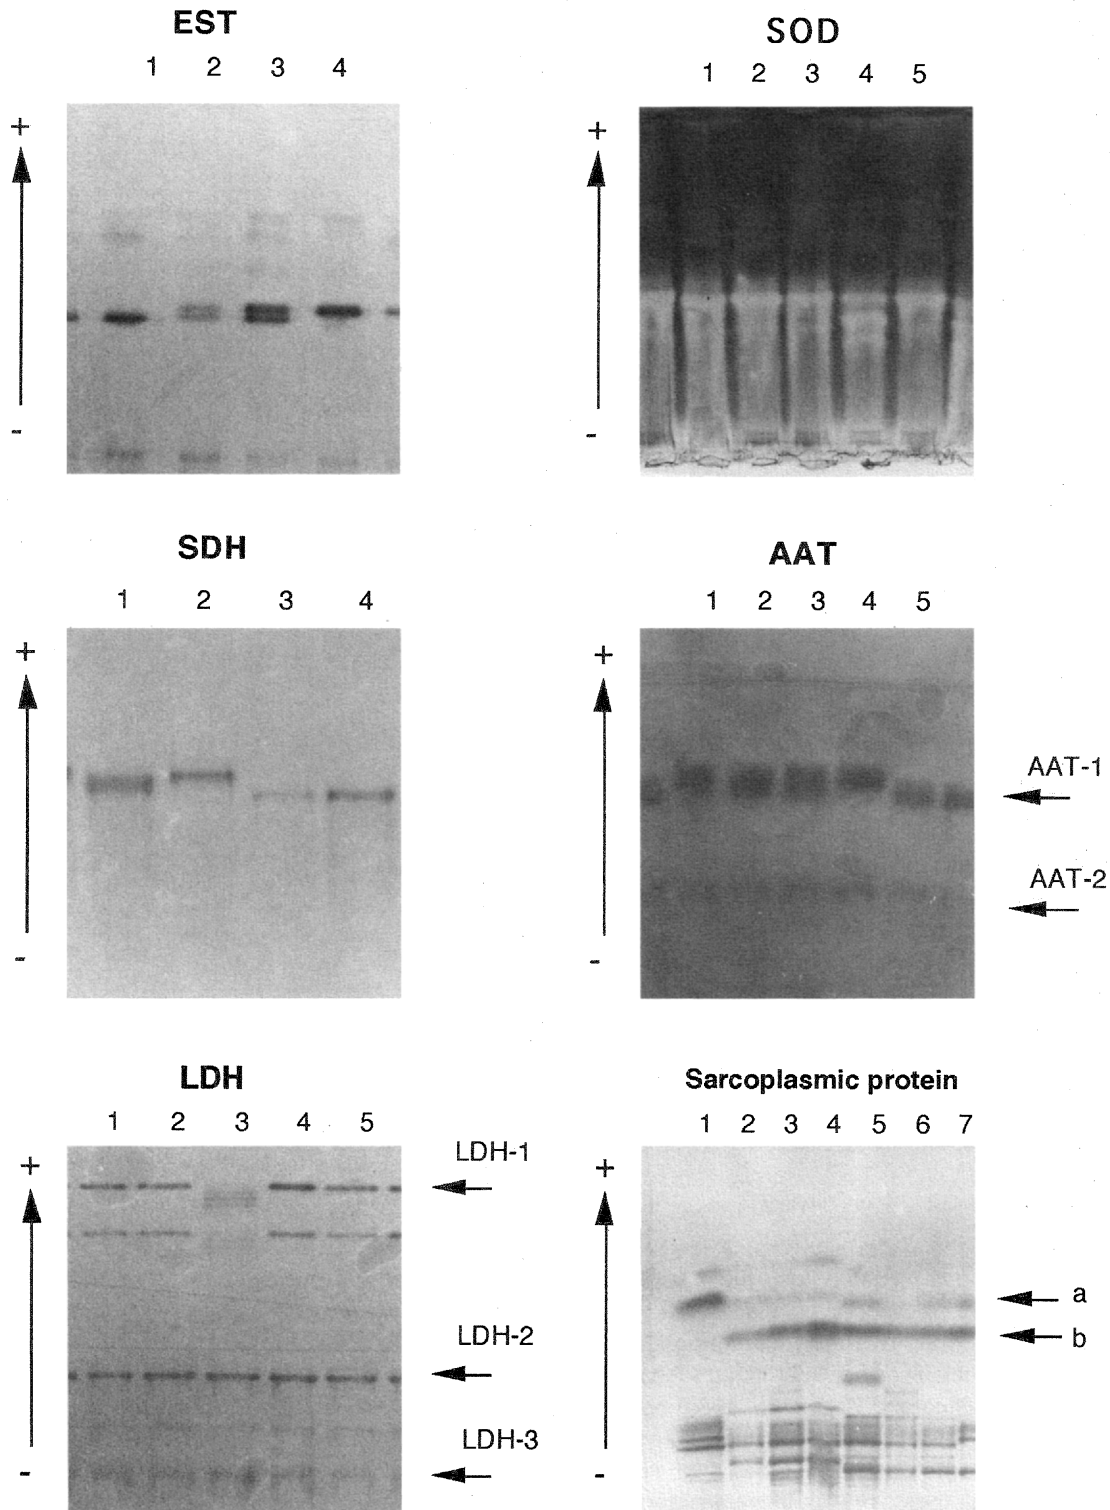 EST
1 2 3 4
+
-
SOD
1 2 3 4 5
+
-
SDH
1 2 3 4
+
-
AAT
1 2 3 4 5
+
AAT-1
AAT-2
-
LDH
1 2 3 4 5
+
LDH-1
LDH-2
LDH-3
-
Sarcoplasmic protein
1 2 3 4 5 6 7
+
a
b
-